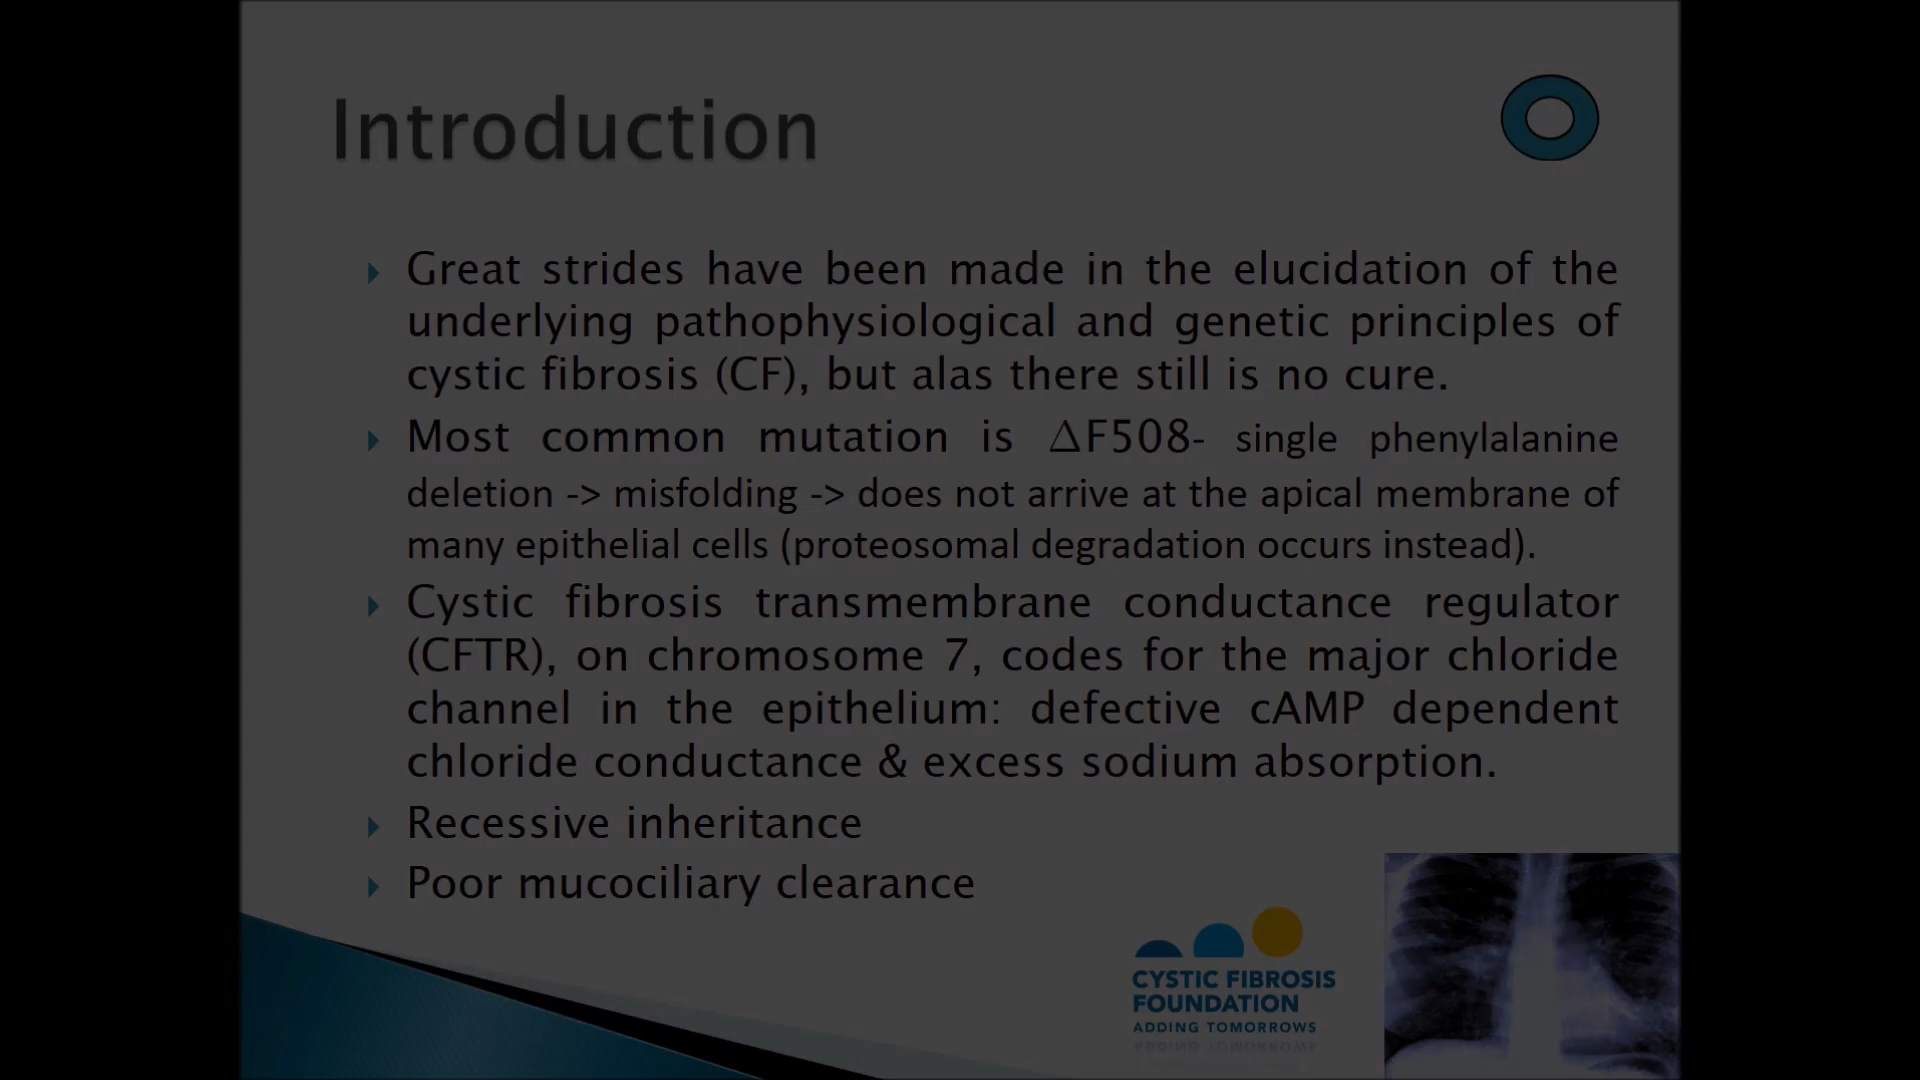 Introduction
Great strides have been made in the elucidation of the
underlying pathophysiological and genetic principles of
cystic fibrosis (CF), but alas there still is no cure.
Most common mutation is ΔF508- single phenylalanine
deletion -> misfolding -> does not arrive at the apical membrane of
many epithelial cells (proteosomal degradation occurs instead).
Cystic fibrosis transmembrane conductance regulator
(CFTR), on chromosome 7, codes for the major chloride
channel in the epithelium: defective cAMP dependent
chloride conductance & excess sodium absorption.
Recessive inheritance
Poor mucociliary clearance
CYSTIC FIBROSIS
FOUNDATION
ADDING TOMORROWS